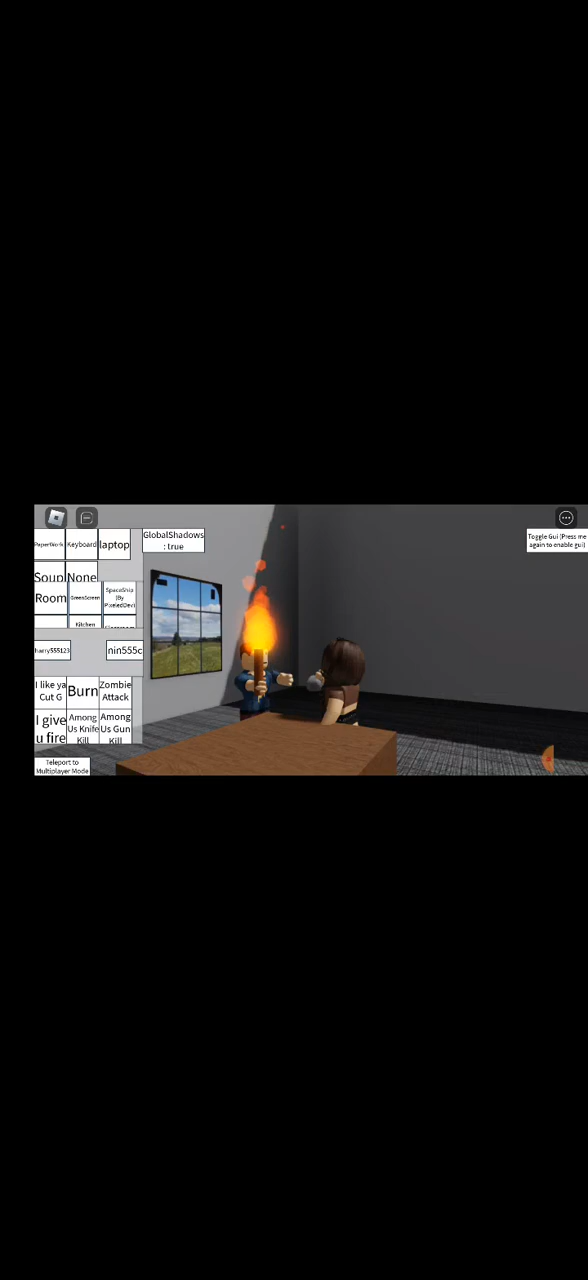 GlobalShadows
: true
Toggle Gui (Press me
again to enable gui)
PaperWork
Keyboard
laptop
Soup
None
Room
GreenScreen
SpaceShip
(By
PixeledDevi
Kitchen
harry555123
nin555c
I like ya
Cut G
Burn
Zombie
Attack
I give
u fire
Among
Us Knife
Kill
Among
Us Gun
Kill
Teleport to
Multiplayer Mode